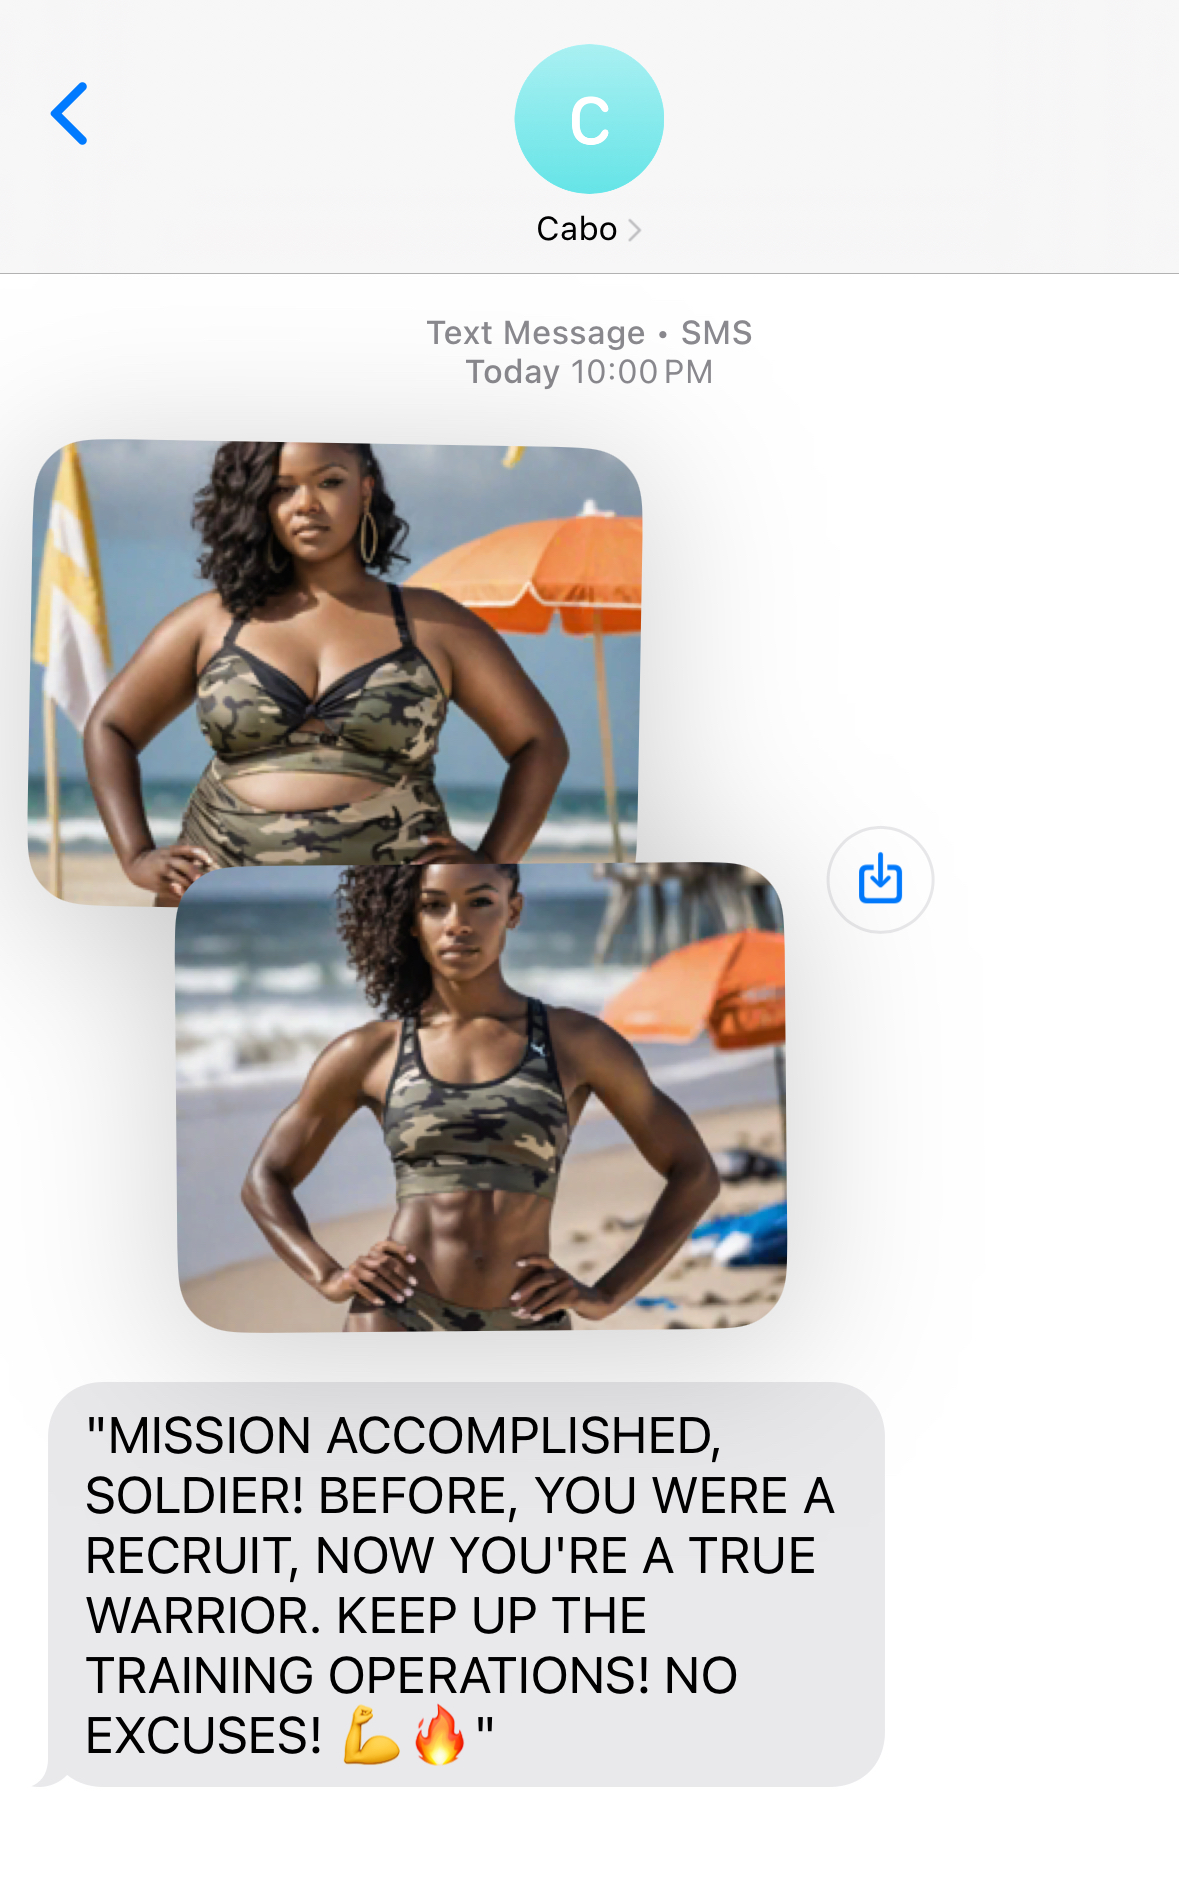 C
Cabo
Text Message • SMS
Today 10:00 PM
"MISSION ACCOMPLISHED,
SOLDIER! BEFORE, YOU WERE A
RECRUIT, NOW YOU'RE A TRUE
WARRIOR. KEEP UP THE
TRAINING OPERATIONS! NO
EXCUSES! 💪🔥"